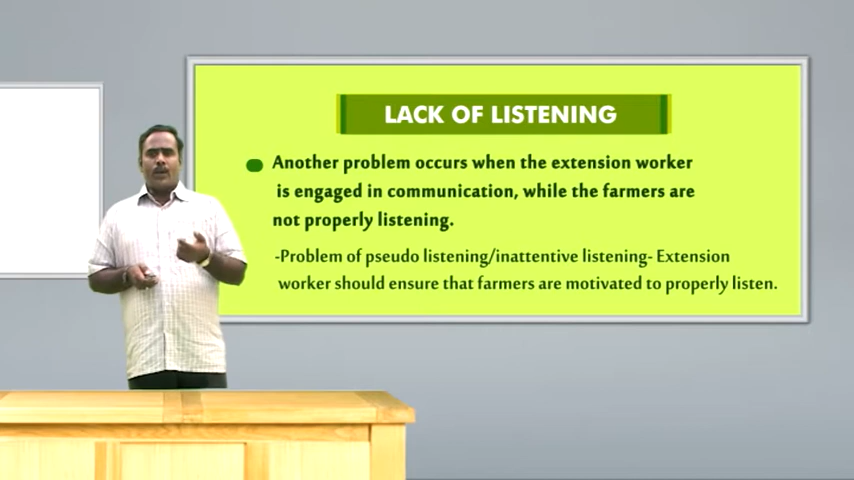 LACK OF LISTENING
Another problem occurs when the extension worker
is engaged in communication, while the farmers are
not properly listening.
-Problem of pseudo listening/inattentive listening- Extension
worker should ensure that farmers are motivated to properly listen.